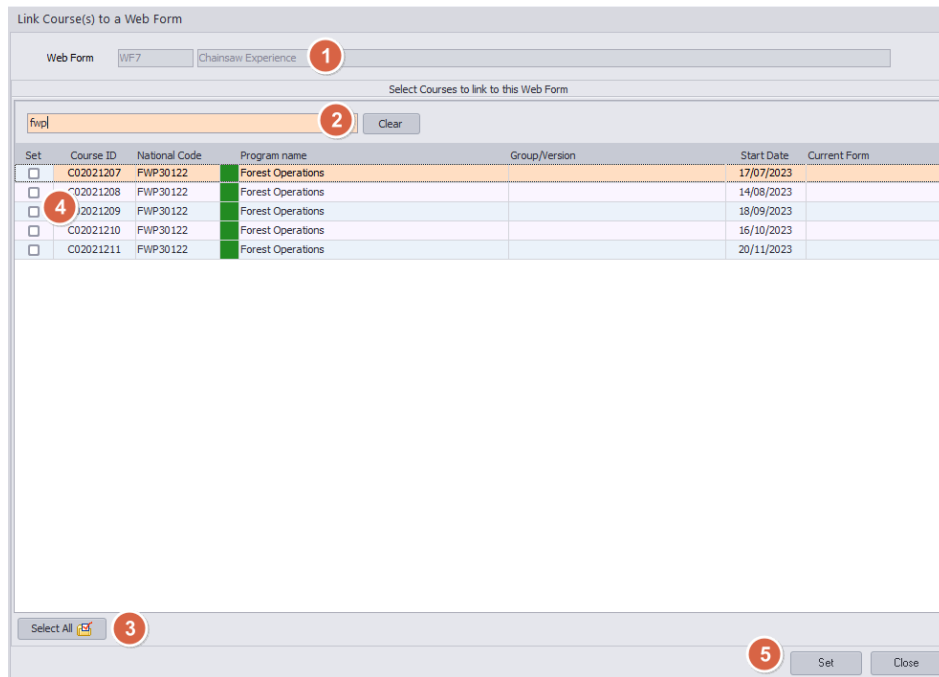 Link Course(s) to a Web Form
Web Form WF7 Chainsaw Experience 1
Select Courses to link to this Web Form
fwp 2 Clear
Set Course ID National Code Program name Group/Version Start Date Current Form
C02021207 FWP30122 Forest Operations 17/07/2023
C02021208 FWP30122 Forest Operations 14/08/2023
4 02021209 FWP30122 Forest Operations 18/09/2023
C02021210 FWP30122 Forest Operations 16/10/2023
C02021211 FWP30122 Forest Operations 20/11/2023
Select All 3
5 Set Close